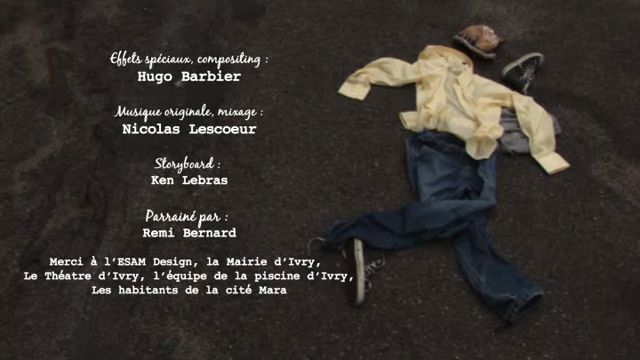 Effets spéciaux, compositing :
Hugo Barbier
Musique originale, mixage :
Nicolas Lescoeur
Storyboard :
Ken Lebras
Parrainé par :
Remi Bernard
Merci à l'ESAM Design, la Mairie d'Ivry,
Le Théatre d'Ivry, l'équipe de la piscine d'Ivry,
Les habitants de la cité Mara